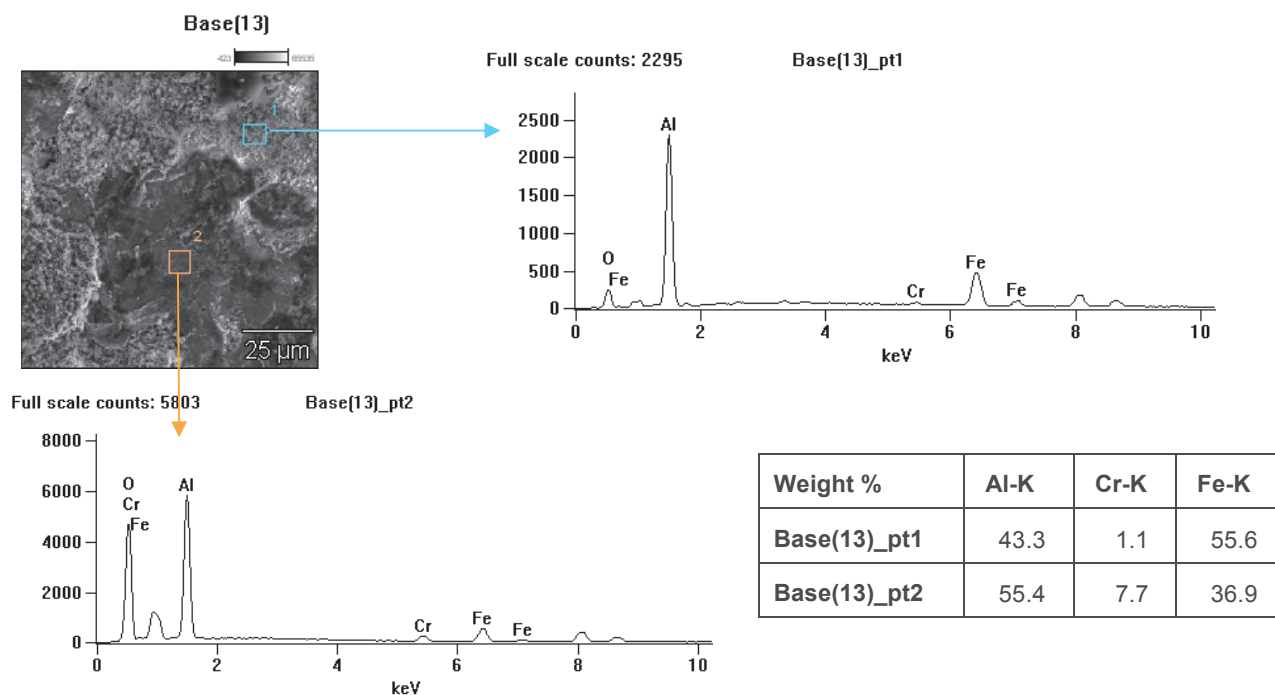 Base(13)
65535
1
2
25 µm
Full scale counts: 2295 Base(13)_pt1
2500
2000
1500
1000
500
0
Al
O
Fe
Cr
Fe
Fe
0 2 4 6 8 10
keV
Full scale counts: 5803 Base(13)_pt2
8000
6000
4000
2000
0
O
Cr
Fe
Al
Cr
Fe
Fe
0 2 4 6 8 10
keV
Weight % Al-K Cr-K Fe-K
Base(13)_pt1 43.3 1.1 55.6
Base(13)_pt2 55.4 7.7 36.9